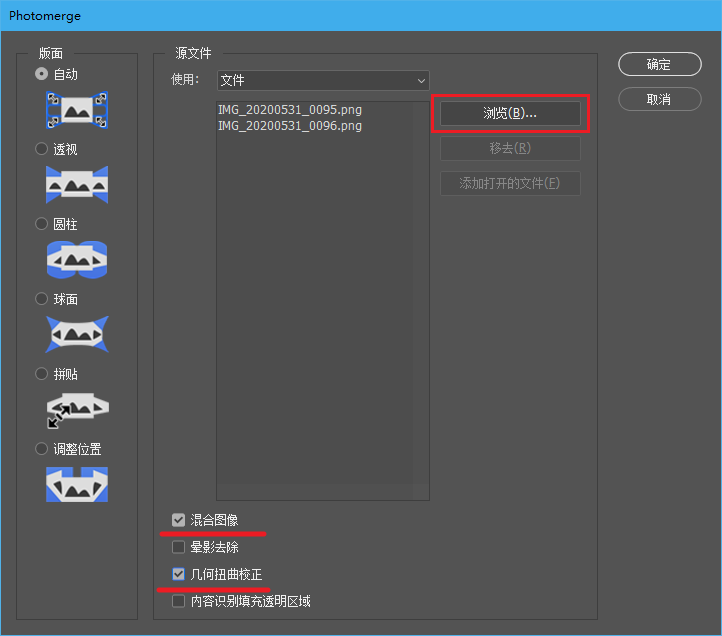 Photomerge
版面
自动
透视
圆柱
球面
拼贴
调整位置
源文件
使用：
文件
IMG_20200531_0095.png
IMG_20200531_0096.png
浏览(B)...
移去(R)
添加打开的文件(F)
混合图像
晕影去除
几何扭曲校正
内容识别填充透明区域
确定
取消